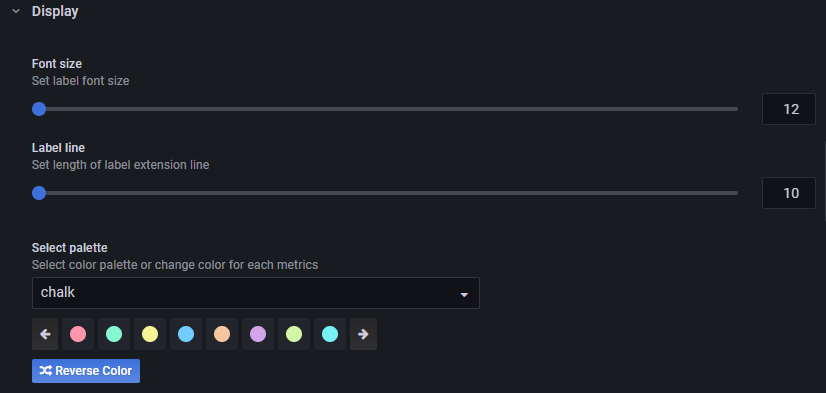 Display
Font size
Set label font size
12
Label line
Set length of label extension line
10
Select palette
Select color palette or change color for each metrics
chalk
Reverse Color